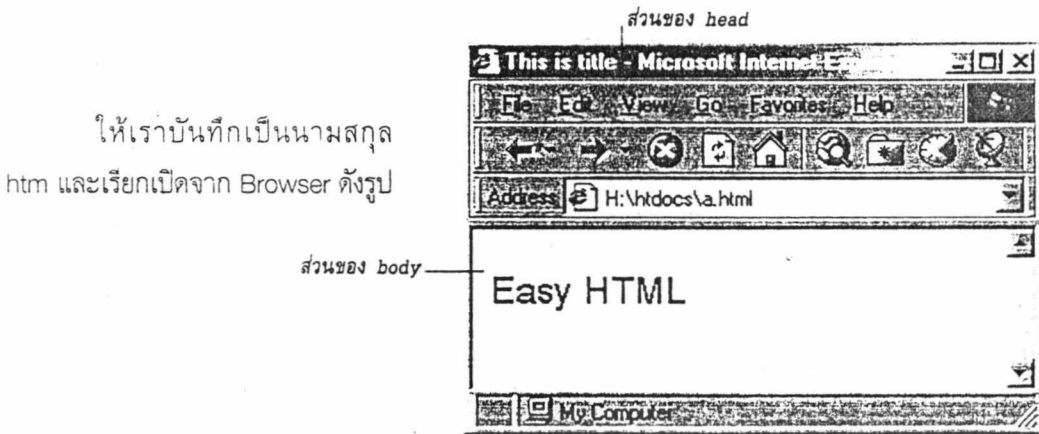 ส่วนของ head
This is title - Microsoft Internet
File Edit View Go Favorites Help
ให้เราบันทึกเป็นนามสกุล
htm และเรียกเปิดจาก Browser ดังรูป
Address H:\htdocs\a.html
ส่วนของ body
Easy HTML
My Computer